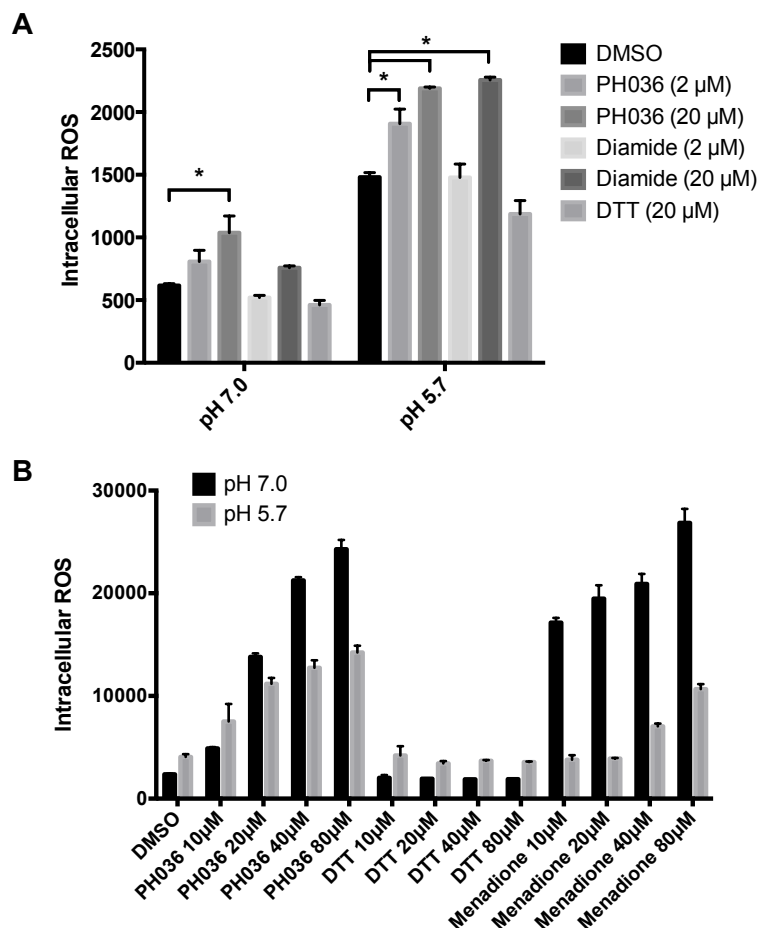 A
2500
2000
1500
1000
500
0
Intracellular ROS
*
*
*
pH 7.0
pH 5.7
DMSO
PH036 (2 µM)
PH036 (20 µM)
Diamide (2 µM)
Diamide (20 µM)
DTT (20 µM)
B
30000
20000
10000
0
Intracellular ROS
pH 7.0
pH 5.7
DMSO
PH036 10µM
PH036 20µM
PH036 40µM
PH036 80µM
DTT 10µM
DTT 20µM
DTT 40µM
DTT 80µM
Menadione 10µM
Menadione 20µM
Menadione 40µM
Menadione 80µM